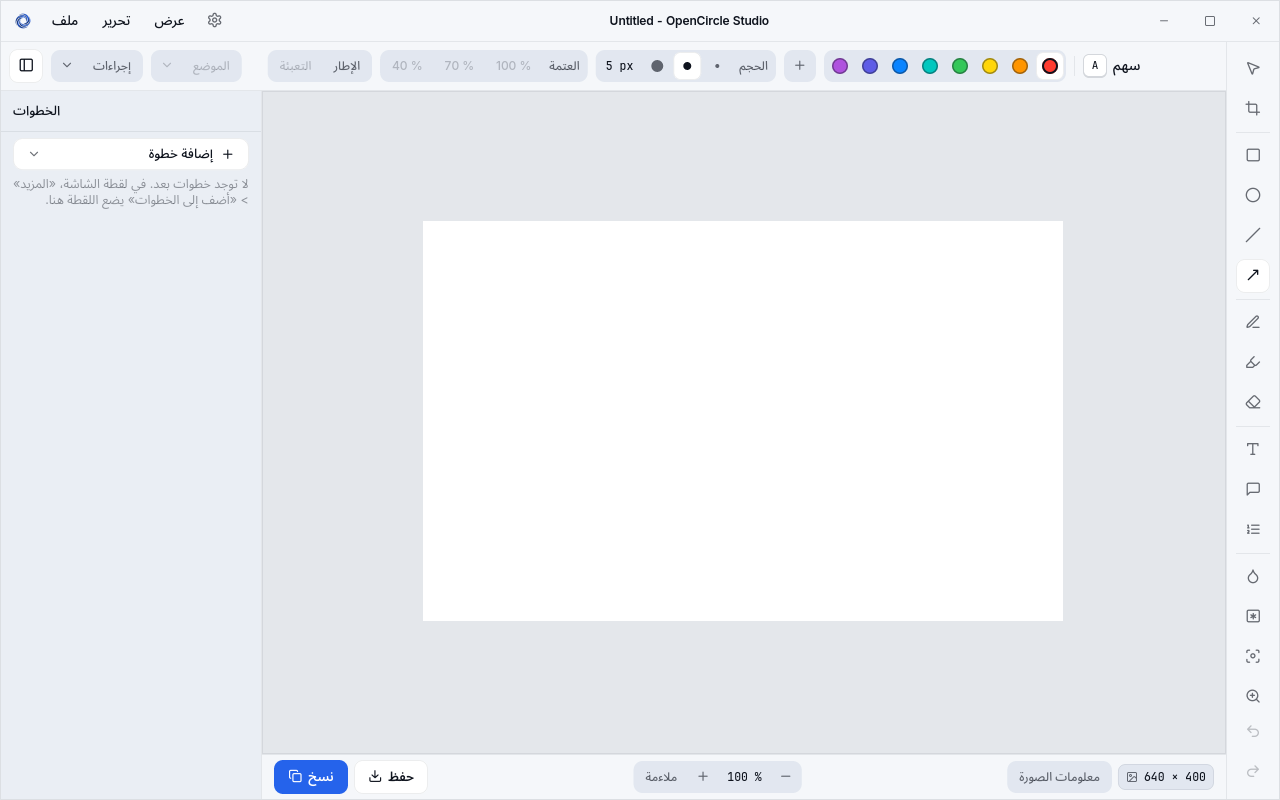 ملف
تحرير
عرض
Untitled - OpenCircle Studio
سهم
A
الحجم
5 px
العتمة
100 %
70 %
40 %
الإطار
التعبئة
الموضع
إجراءات
الخطوات
إضافة خطوة
لا توجد خطوات بعد. في لقطة الشاشة، «المزيد»
> «أضف إلى الخطوات» يضع اللقطة هنا.
640 × 400
معلومات الصورة
100 %
ملاءمة
حفظ
نسخ